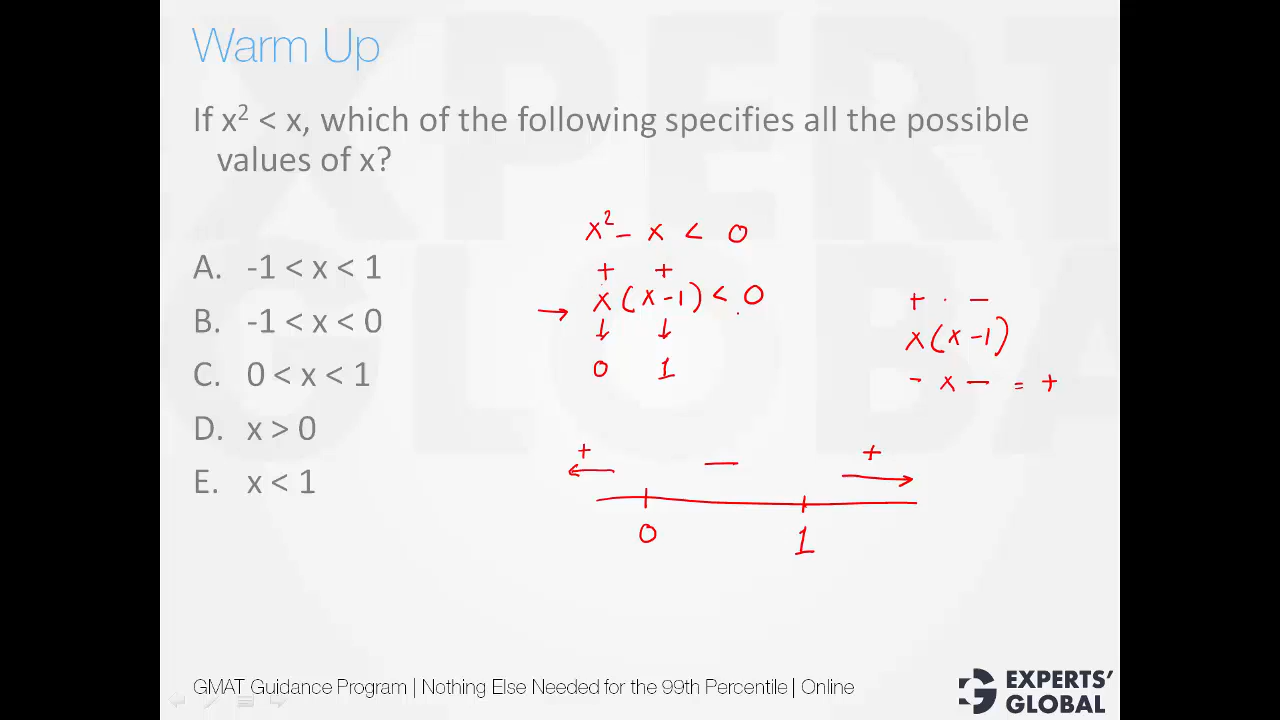 Warm Up
If x² < x, which of the following specifies all the possible
values of x?
A. -1 < x < 1
B. -1 < x < 0
C. 0 < x < 1
D. x > 0
E. x < 1
x² - x < 0
+ +
→ x(x-1) < 0
↓ ↓
0 1
+ · −
x(x-1)
- x - = +
+ − +
0 1
GMAT Guidance Program | Nothing Else Needed for the 99th Percentile | Online
EXPERTS'
GLOBAL